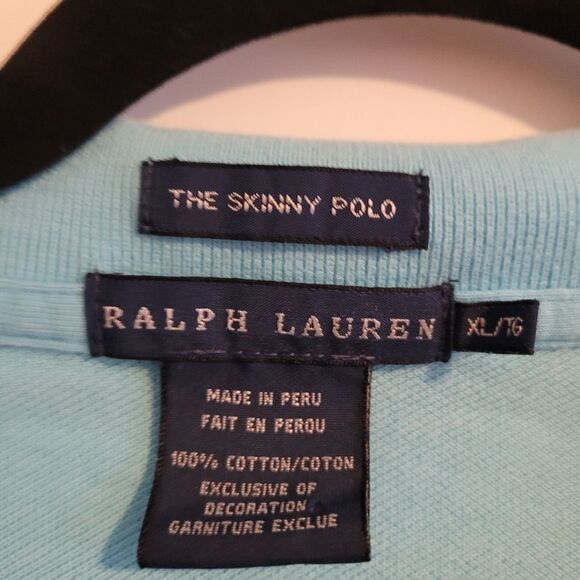 THE SKINNY POLO
RALPH LAUREN
XL/TG
MADE IN PERU
FAIT EN PEROU
100% COTTON/COTON
EXCLUSIVE OF
DECORATION
GARNITURE EXCLUE